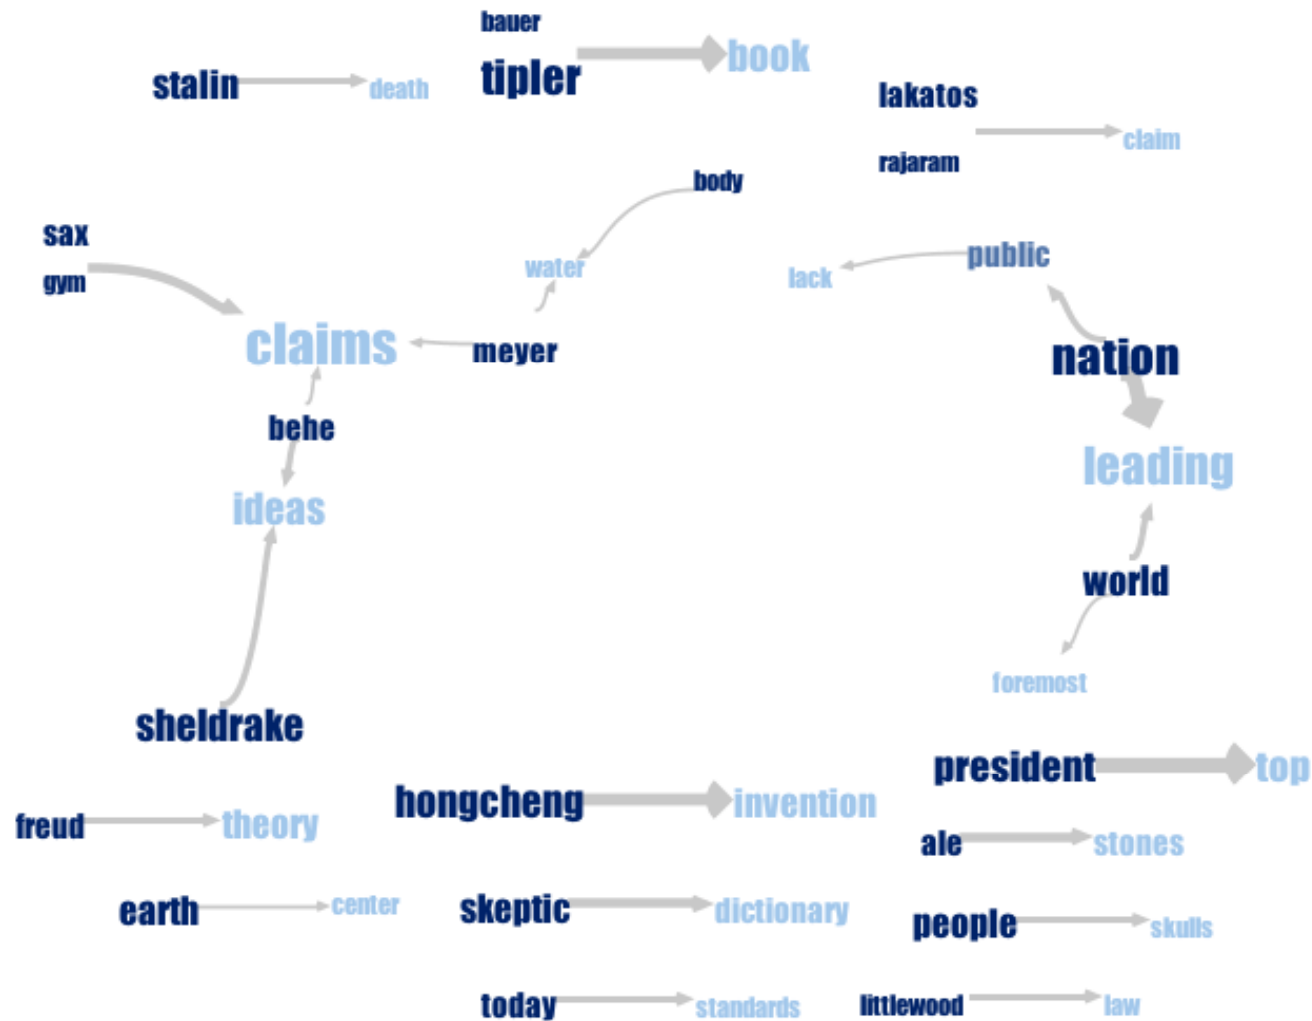 bauer
tipler
book
stalin
death
lakatos
claim
rajaram
body
sax
gym
water
public
lack
claims
meyer
nation
behe
leading
ideas
world
foremost
sheldrake
president
top
hongcheng
invention
freud
theory
ale
stones
earth
center
skeptic
dictionary
people
skulls
today
standards
littlewood
law